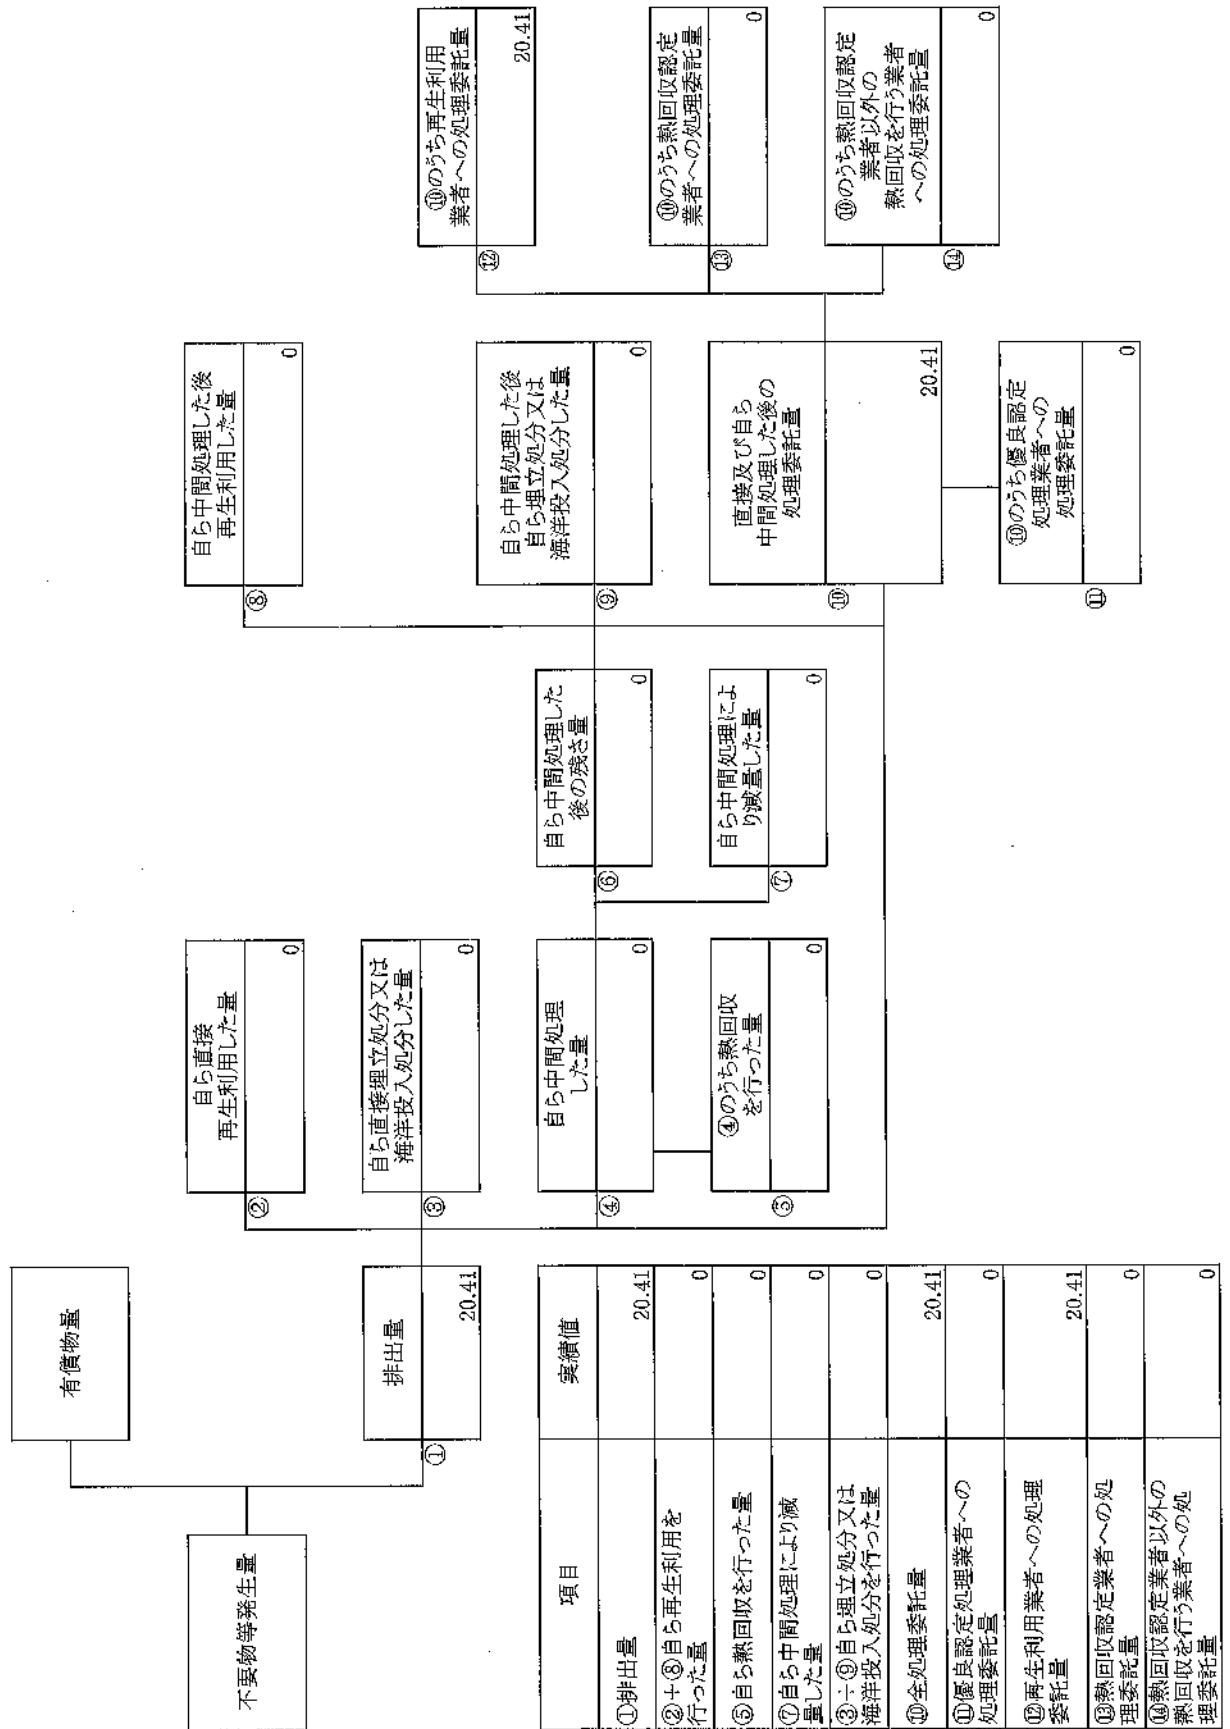 不要物等発生量
有償物量
①
排出量
20.41
②
自ら直接
再生利用した量
0
③
自ら直接埋立処分又は
海洋投入処分した量
0
④
自ら中間処理
した量
0
⑤
④のうち熱回収
を行った量
0
⑥
自ら中間処理した
後の残さ量
0
⑦
自ら中間処理によ
り減量した量
0
⑧
自ら中間処理した後
再生利用した量
0
⑨
自ら中間処理した後
自ら埋立処分又は
海洋投入処分した量
0
⑩
直接及び自ら
中間処理した後の
処理委託量
20.41
⑪
⑩のうち優良認定
処理業者への
処理委託量
0
⑫
⑩のうち再生利用
業者への処理委託量
20.41
⑬
⑩のうち熱回収認定
業者への処理委託量
0
⑭
⑩のうち熱回収認定
業者以外の
熱回収を行う業者
への処理委託量
0
項目 実績値
①排出量 20.41
②+⑧自ら再生利用を
行った量 0
⑤自ら熱回収を行った量 0
⑦自ら中間処理により減
量した量 0
③+⑨自ら埋立処分又は
海洋投入処分を行った量 0
⑩全処理委託量 20.41
⑪優良認定処理業者への
処理委託量 0
⑫再生利用業者への処理
委託量 20.41
⑬熱回収認定業者への処
理委託量 0
⑭熱回収認定業者以外の
熱回収を行う業者への処
理委託量 0